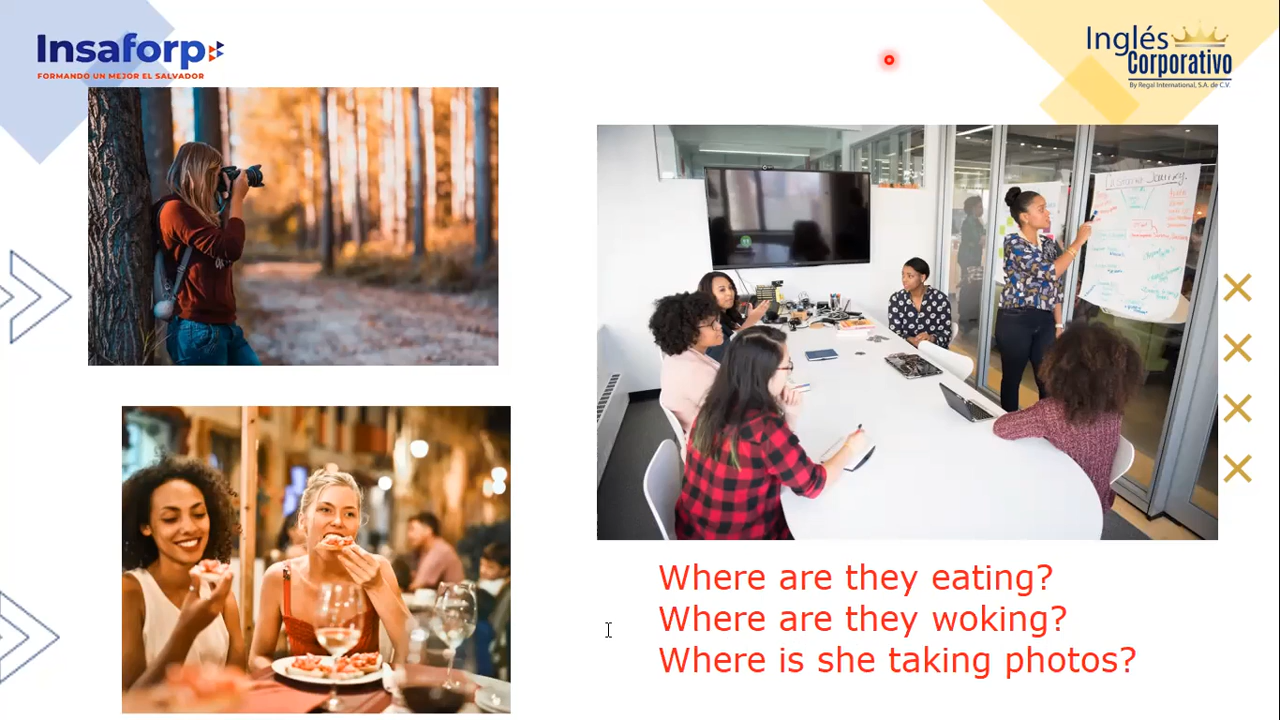 Insaforp
FORMANDO UN MEJOR EL SALVADOR
Inglés
Corporativo
By Regal International, S.A. de C.V.
Where are they eating?
Where are they woking?
Where is she taking photos?